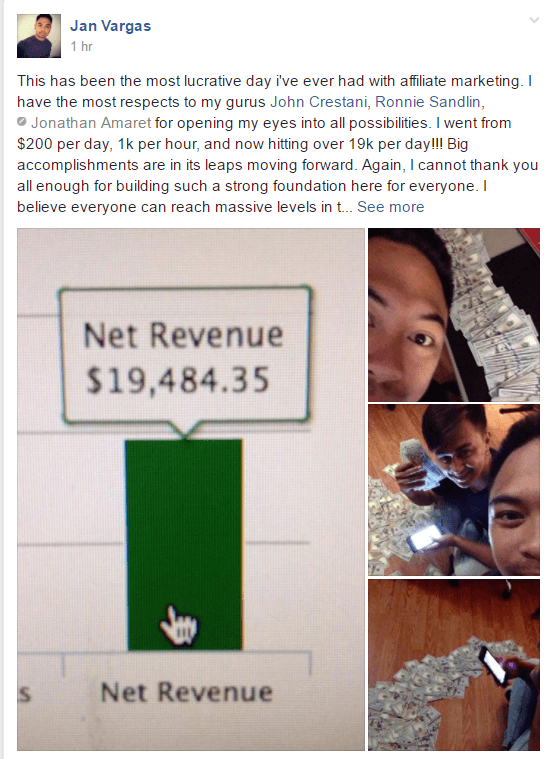 Jan Vargas
1 hr
This has been the most lucrative day i've ever had with affiliate marketing. I
have the most respects to my gurus John Crestani, Ronnie Sandlin,
Jonathan Amaret for opening my eyes into all possibilities. I went from
$200 per day, 1k per hour, and now hitting over 19k per day!!! Big
accomplishments are in its leaps moving forward. Again, I cannot thank you
all enough for building such a strong foundation here for everyone. I
believe everyone can reach massive levels in t... See more
Net Revenue
$19,484.35
s
Net Revenue